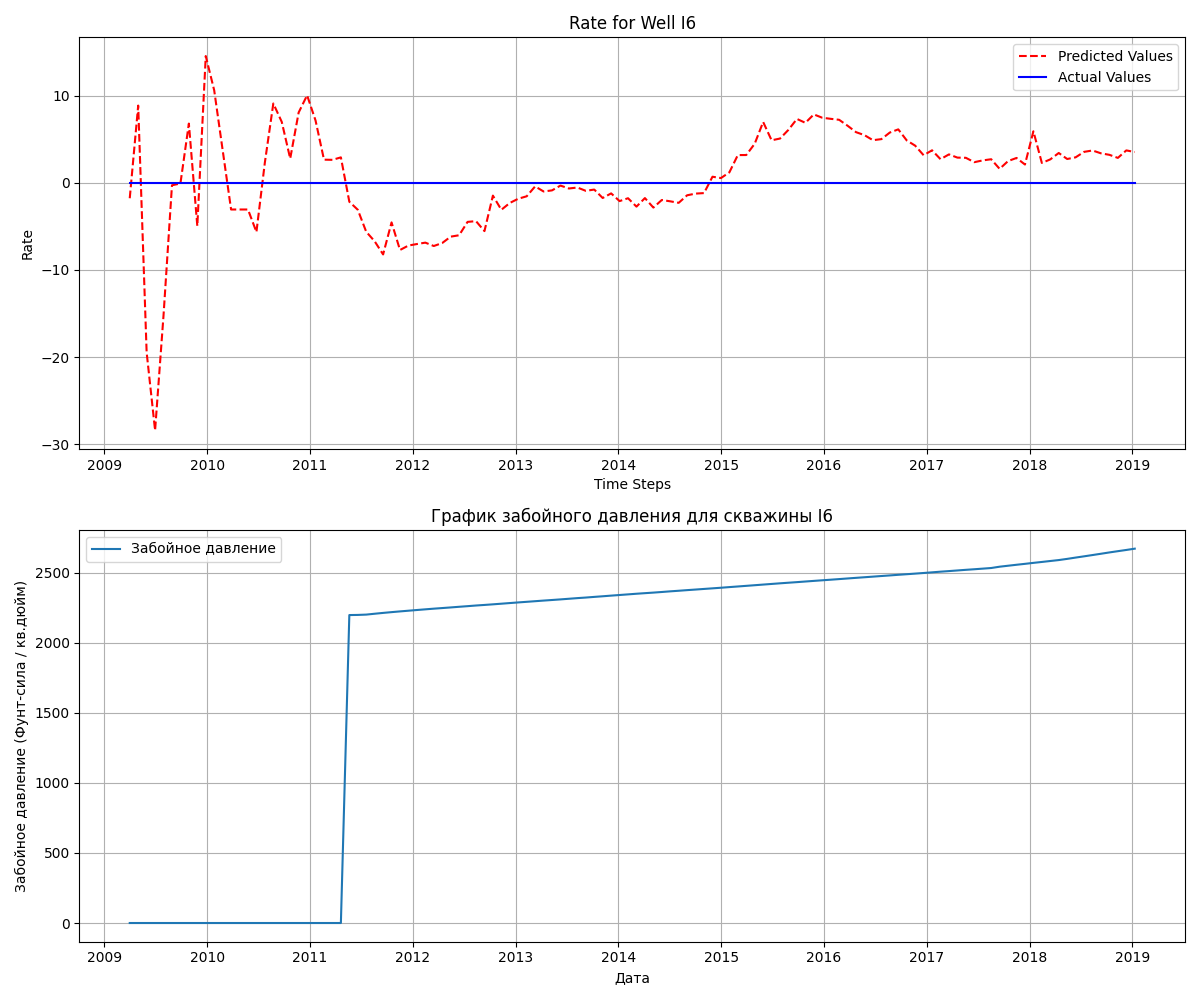 Rate for Well I6
Predicted Values
Actual Values
Rate
10
0
−10
−20
−30
2009 2010 2011 2012 2013 2014 2015 2016 2017 2018 2019
Time Steps
График забойного давления для скважины I6
Забойное давление
Забойное давление (Фунт-сила / кв.дюйм)
2500
2000
1500
1000
500
0
2009 2010 2011 2012 2013 2014 2015 2016 2017 2018 2019
Дата